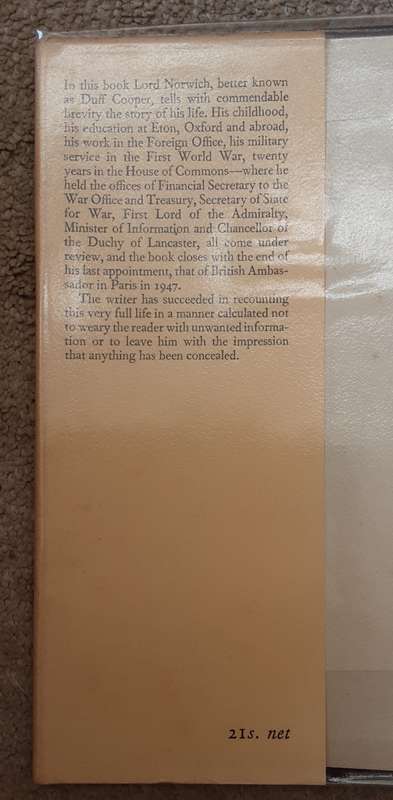 In this book Lord Norwich, better known
as Duff Cooper, tells with commendable
brevity the story of his life. His childhood,
his education at Eton, Oxford and abroad,
his work in the Foreign Office, his military
service in the First World War, twenty
years in the House of Commons—where he
held the offices of Financial Secretary to the
War Office and Treasury, Secretary of State
for War, First Lord of the Admiralty,
Minister of Information and Chancellor of
the Duchy of Lancaster, all come under
review, and the book closes with the end of
his last appointment, that of British Ambas-
sador in Paris in 1947.
The writer has succeeded in recounting
this very full life in a manner calculated not
to weary the reader with unwanted informa-
tion or to leave him with the impression
that anything has been concealed.
21s. net